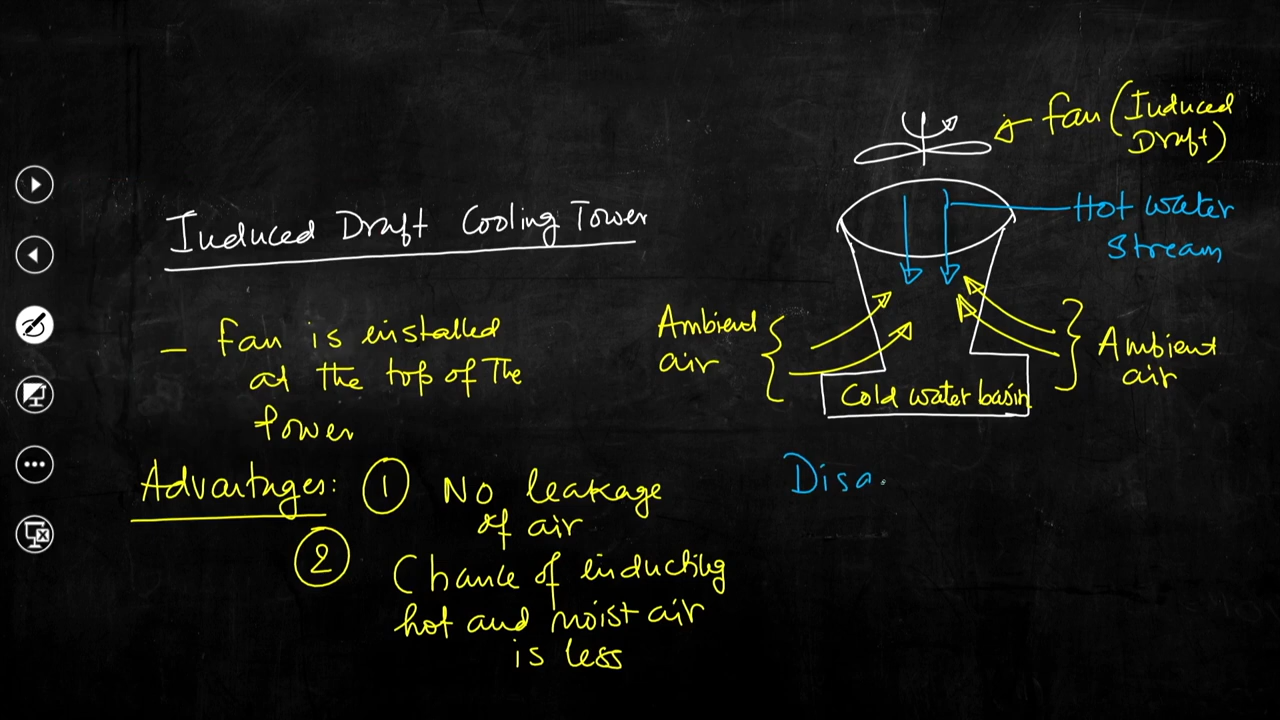 Induced Draft Cooling Tower
- Fan is installed
at the top of the
tower
Advantages: ① No leakage
of air
② Chance of inducting
hot and moist air
is less
Fan (Induced
Draft)
Hot water
stream
Ambient
air
Ambient
air
Cold water basin
Disa